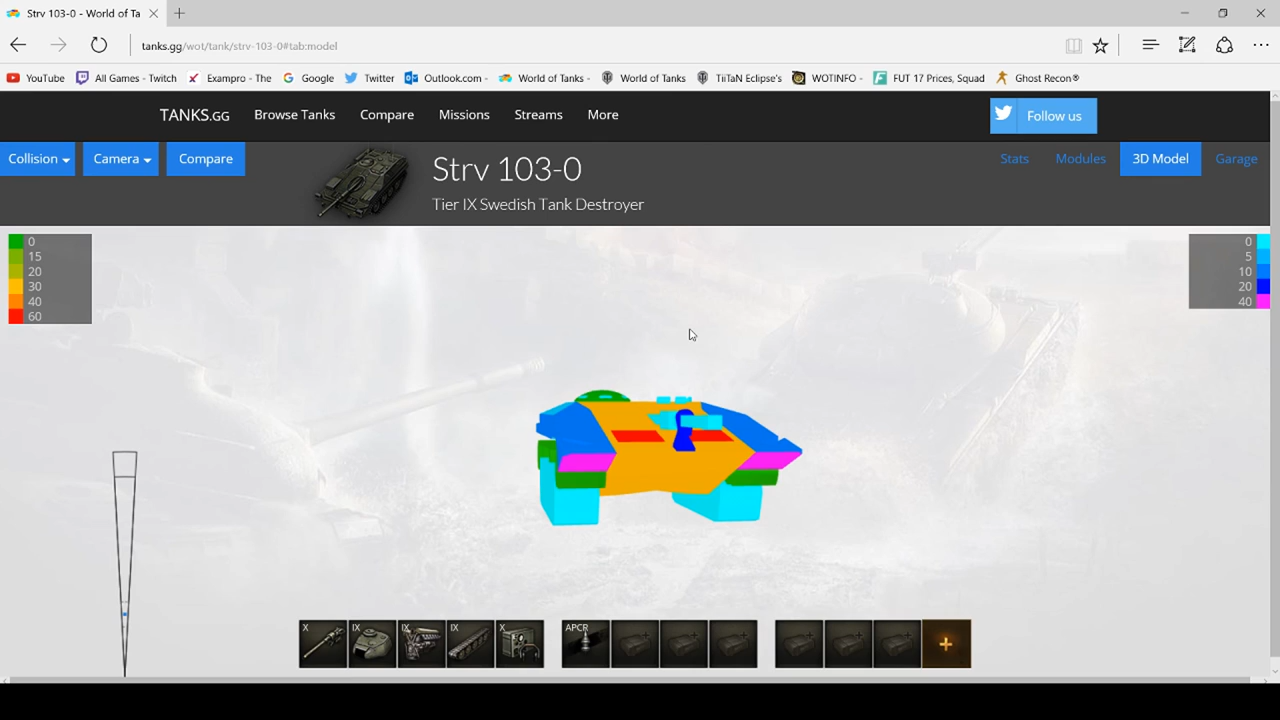 Strv 103-0 - World of Ta
tanks.gg/wot/tank/strv-103-0#tab:model
YouTube All Games - Twitch Exampro - The Google Twitter Outlook.com - World of Tanks - World of Tanks TiiTaN Eclipse's WOTINFO - FUT 17 Prices, Squad Ghost Recon®
TANKS.GG Browse Tanks Compare Missions Streams More Follow us
Collision Camera Compare Strv 103-0 Stats Modules 3D Model Garage
Tier IX Swedish Tank Destroyer
0 0
15 5
20 10
30 20
40 40
60
X IX IX IX X APCR